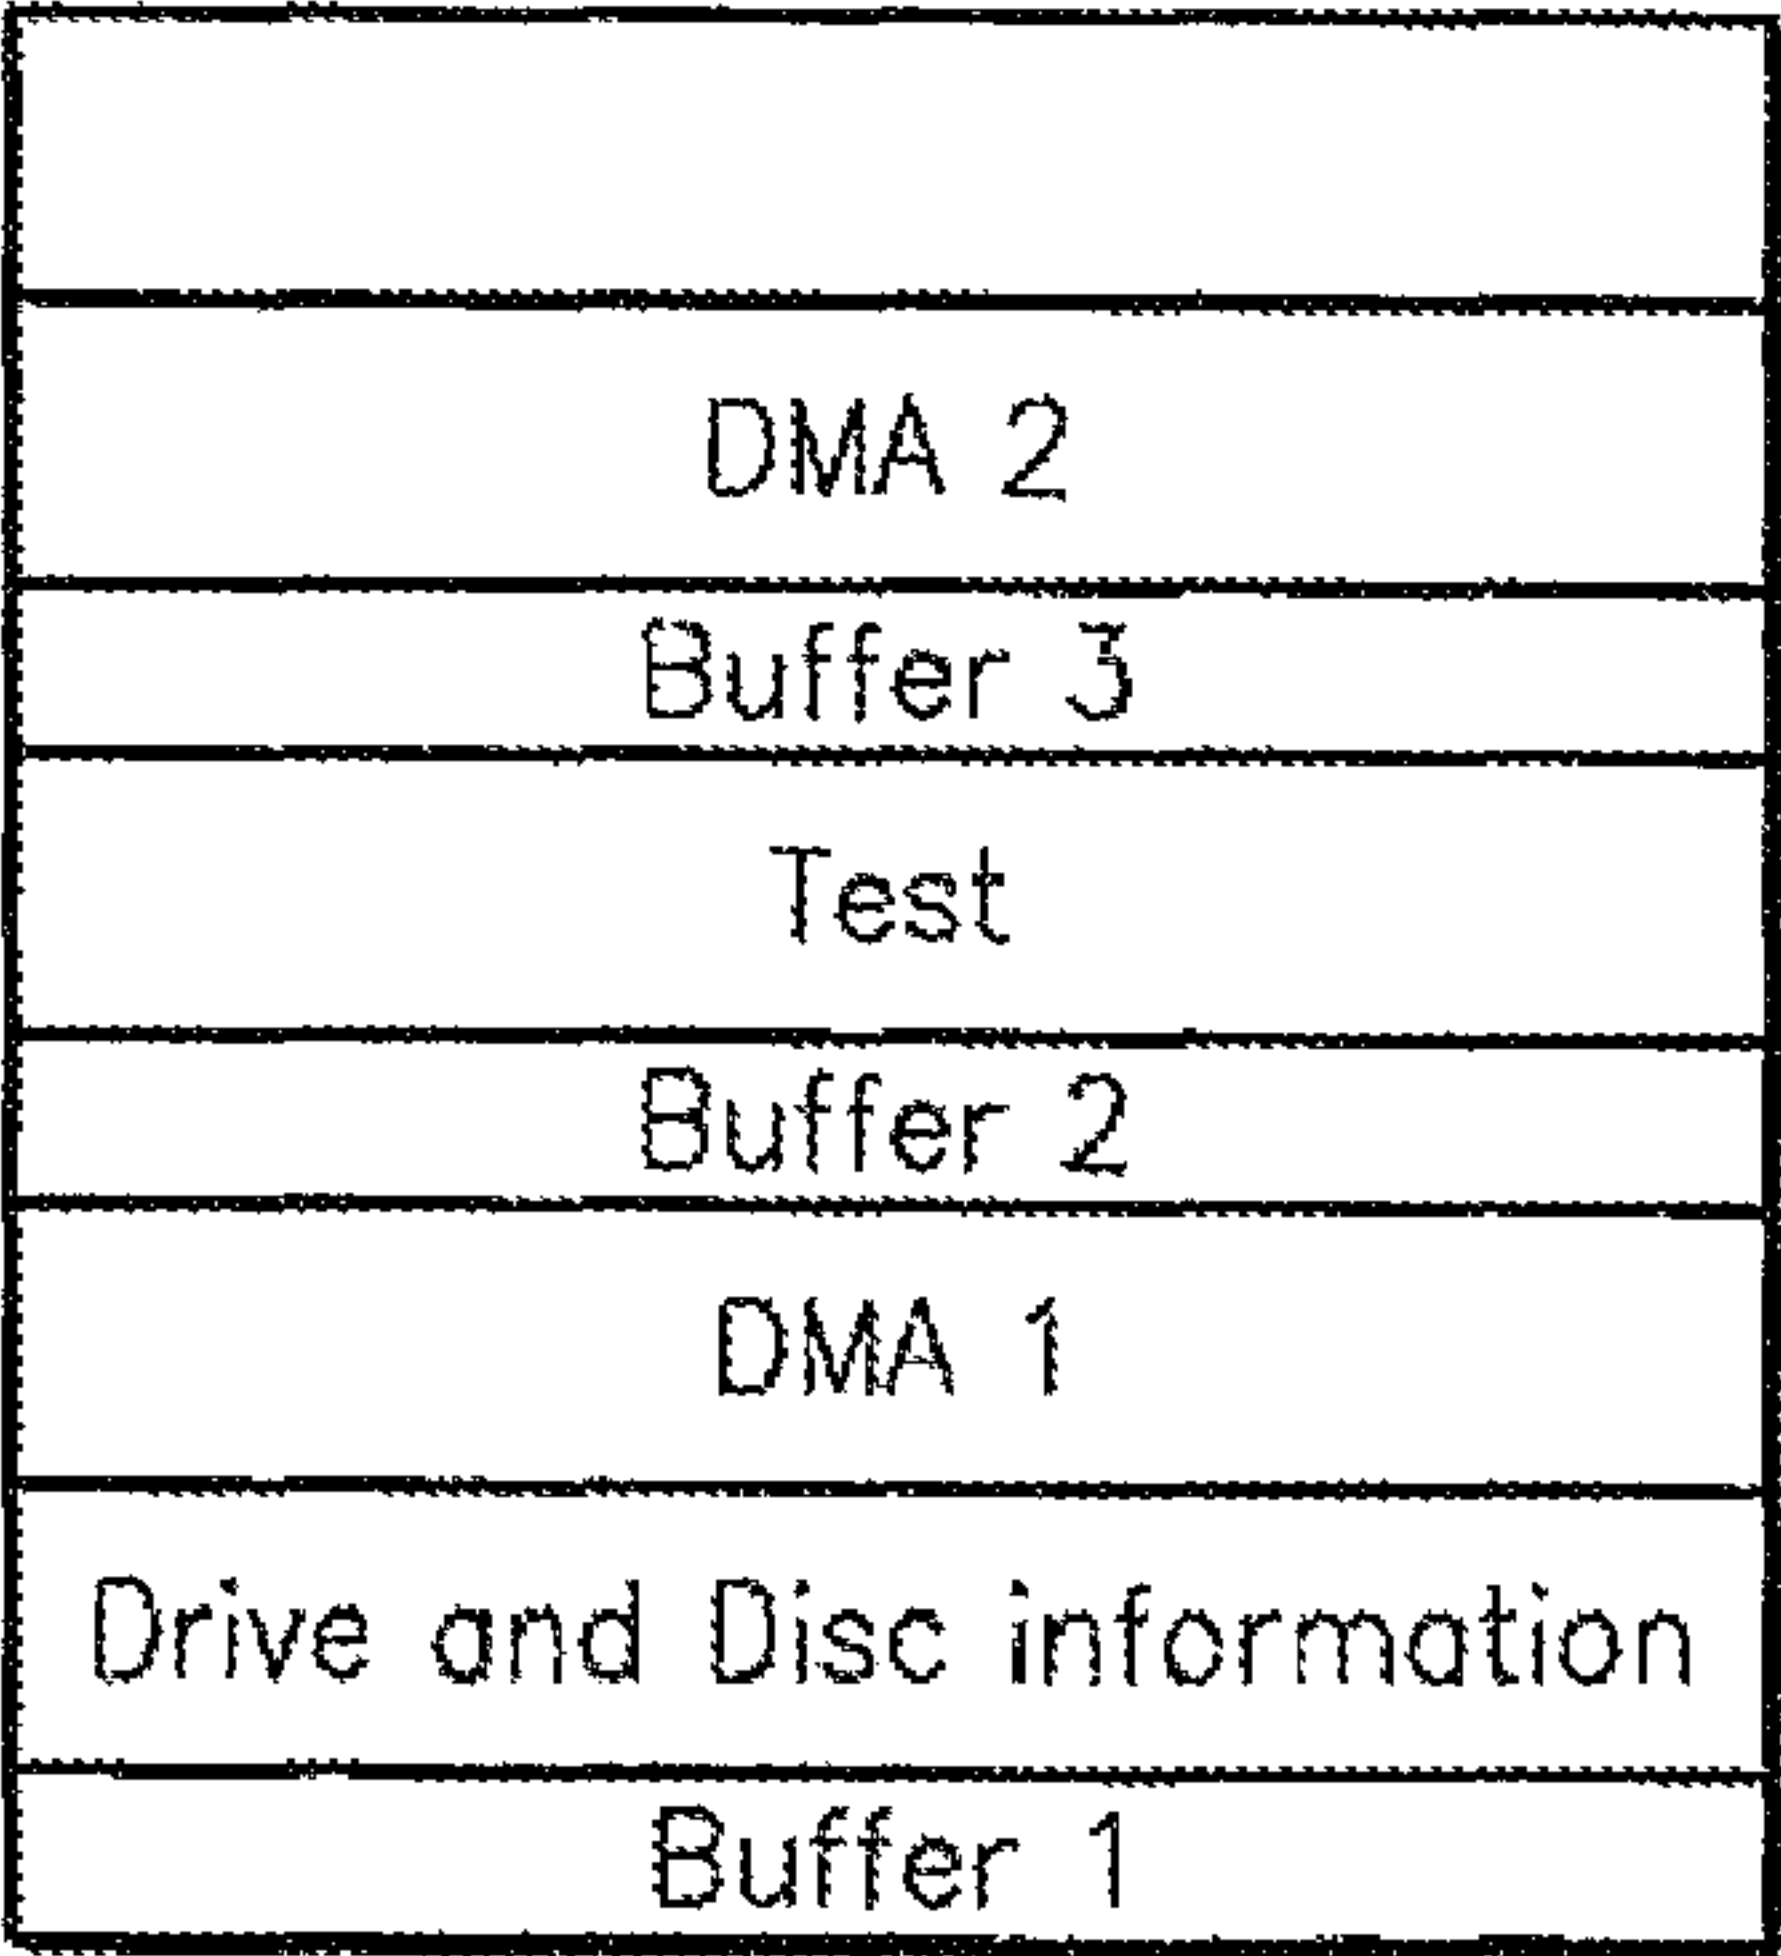 DMA 2
Buffer 3
Test
Buffer 2
DMA 1
Drive and Disc information
Buffer 1